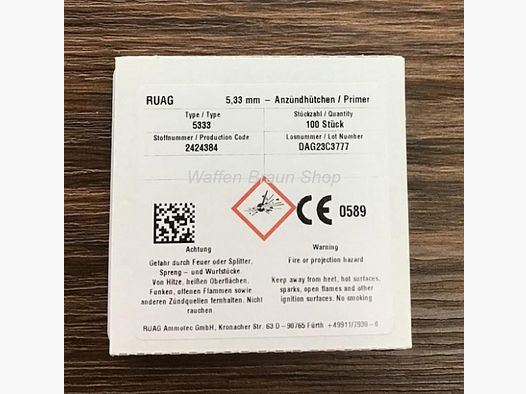 RUAG 5,33 mm – Anzündhütchen / Primer
Type / Type Stückzahl / Quantity
5333 100 Stück
Stoffnummer / Production Code Losnummer / Lot Number
2424384 DAG23C3777
Waffen Braun Shop
CE 0589
Achtung
Gefahr durch Feuer oder Splitter,
Spreng – und Wurfstücke.
Von Hitze, heißen Oberflächen,
Funken, offenen Flammen sowie
anderen Zündquellen fernhalten. Nicht
rauchen
Warning
Fire or projection hazard
Keep away from heet, hot surfaces,
sparks, open flames and other
ignition surfaces. No smoking
RUAG Ammotec GmbH, Kronacher Str. 63 D – 90765 Fürth +49911/7930-0